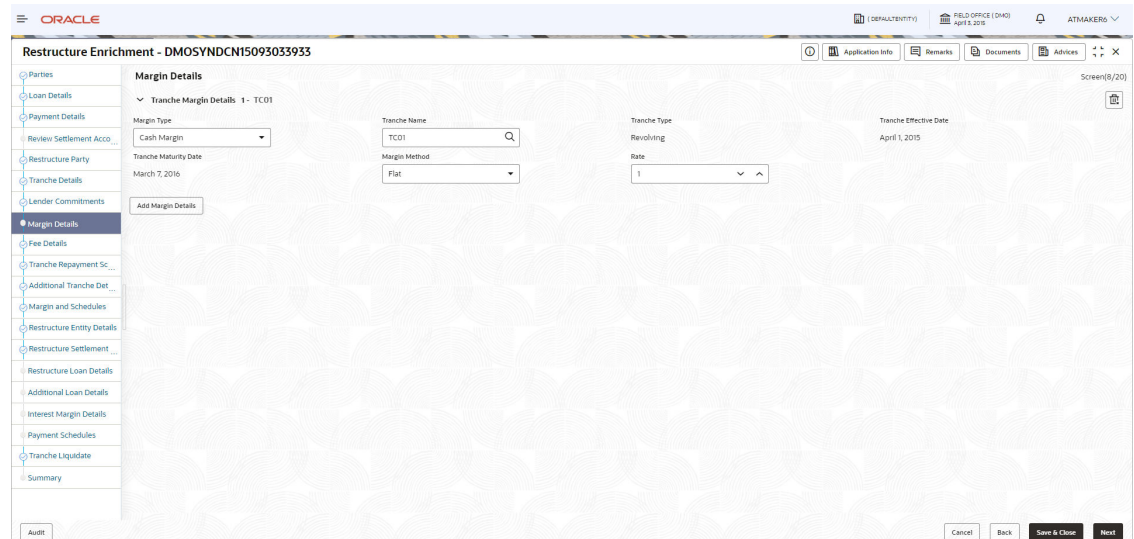 ORACLE
( DEFAULTENTITY)
FIELD OFFICE ( DMO)
April 3, 2015
ATMAKER6
Restructure Enrichment - DMOSYNDCN15093033933
Application Info
Remarks
Documents
Advices
Parties
Loan Details
Payment Details
Review Settlement Acco...
Restructure Party
Tranche Details
Lender Commitments
Margin Details
Fee Details
Tranche Repayment Sc...
Additional Tranche Det...
Margin and Schedules
Restructure Entity Details
Restructure Settlement ...
Restructure Loan Details
Additional Loan Details
Interest Margin Details
Payment Schedules
Tranche Liquidate
Summary
Margin Details
Screen(8/20)
Tranche Margin Details 1 - TC01
Margin Type
Tranche Name
Tranche Type
Tranche Effective Date
Cash Margin
TC01
Revolving
April 1, 2015
Tranche Maturity Date
Margin Method
Rate
March 7, 2016
Flat
1
Add Margin Details
Audit
Cancel
Back
Save & Close
Next